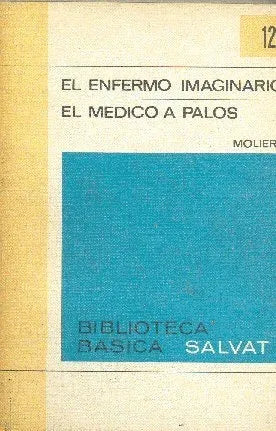 12
EL ENFERMO IMAGINARIO
EL MEDICO A PALOS
MOLIER
BIBLIOTECA
BASICA SALVAT